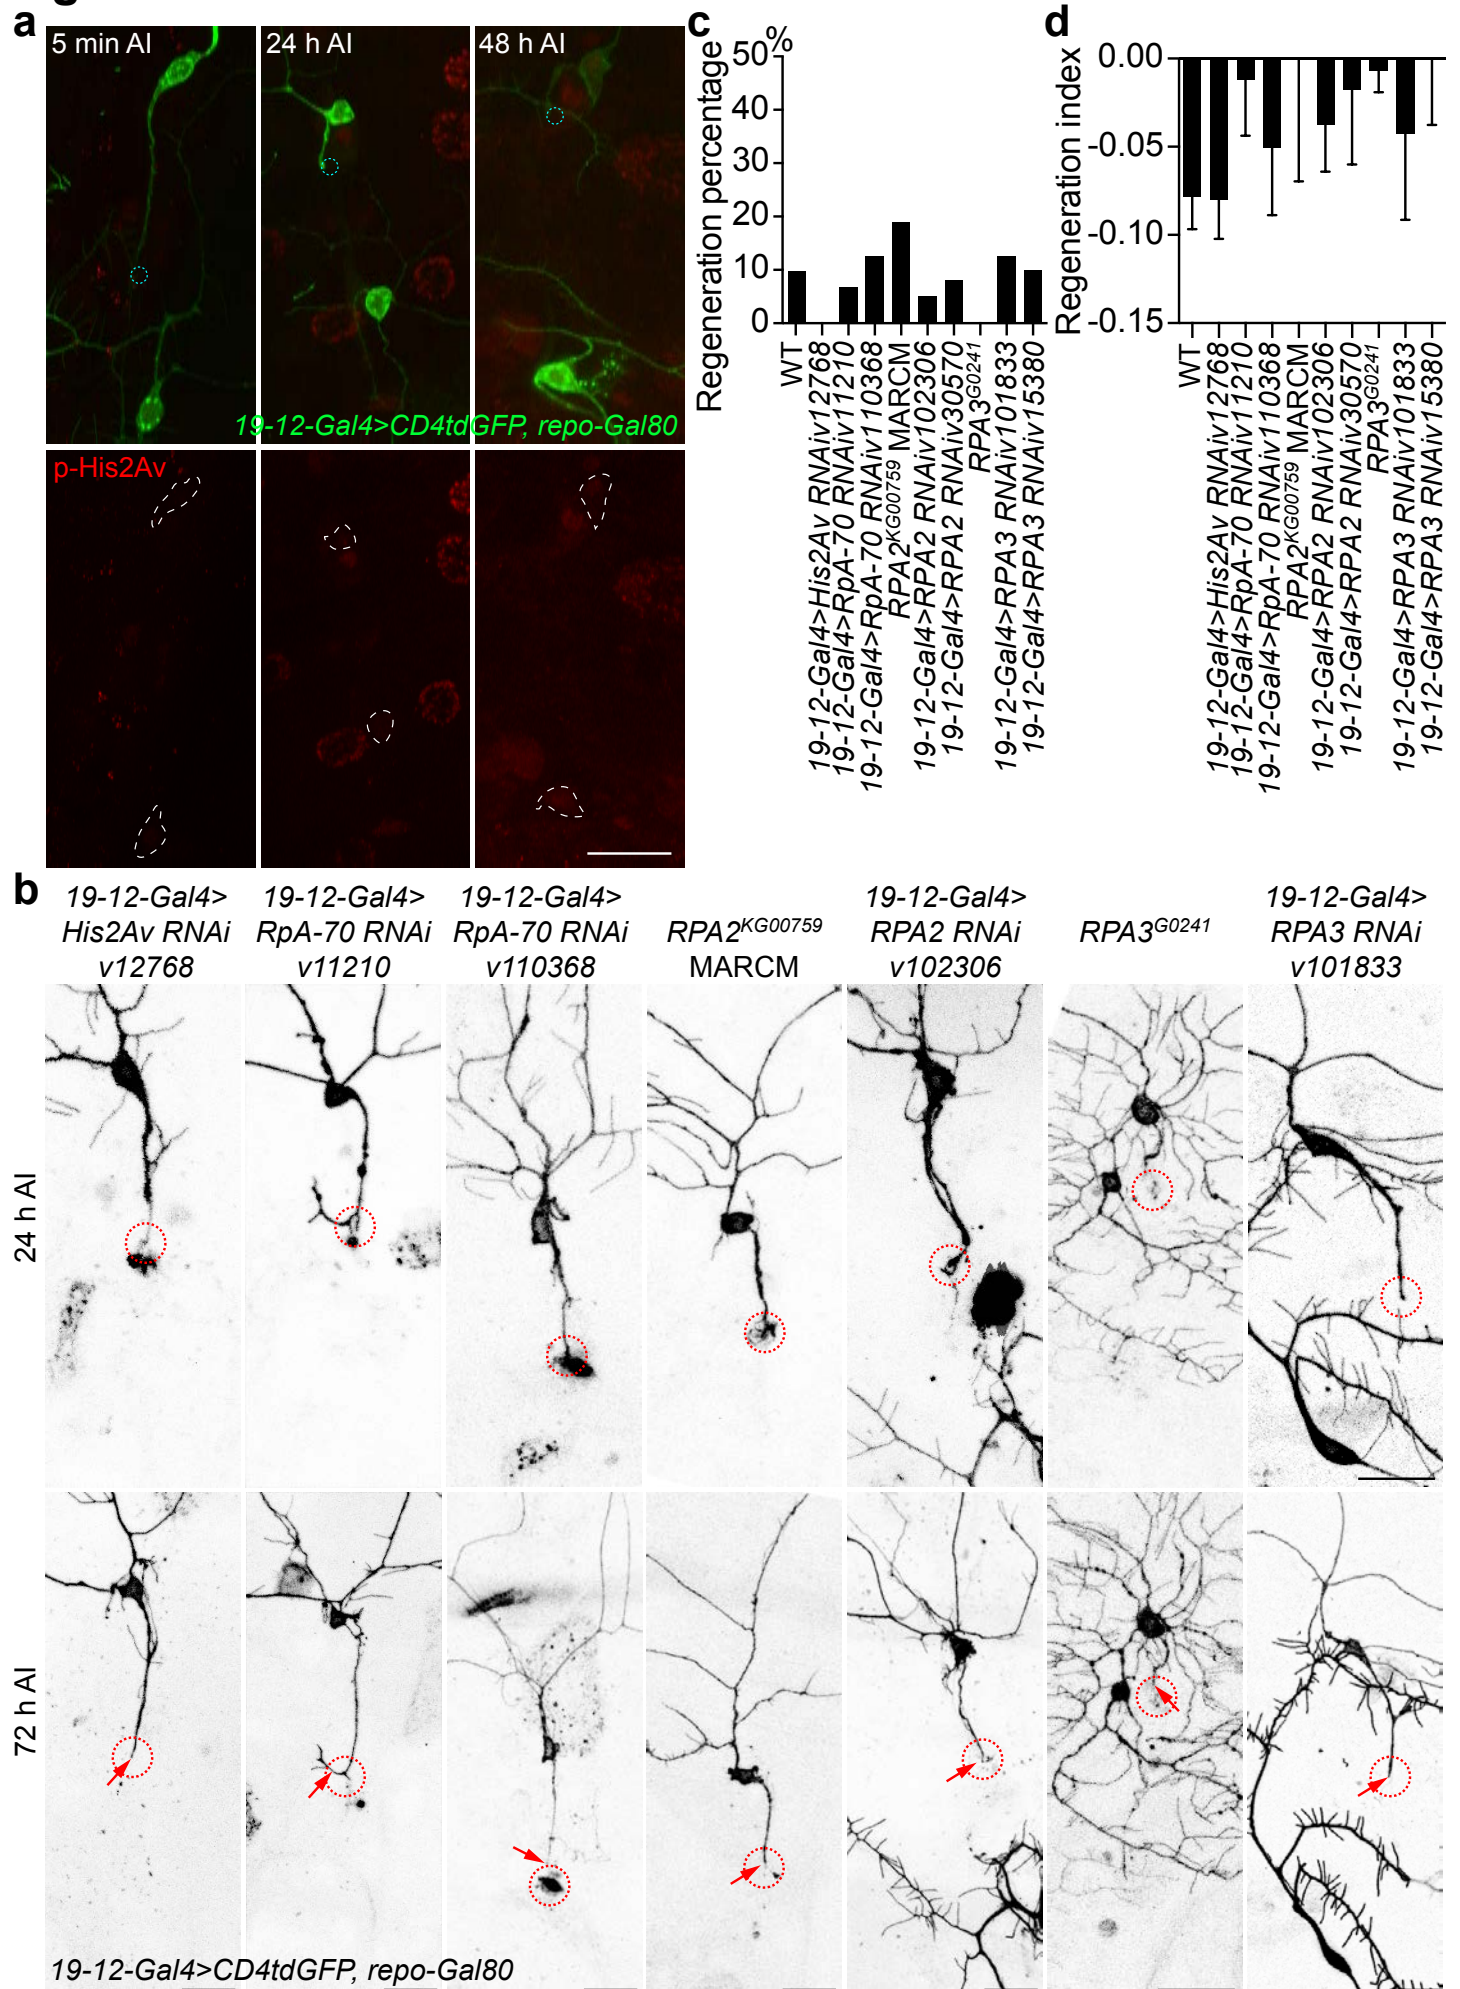 a
5 min AI
24 h AI
48 h AI
19-12-Gal4>CD4tdGFP, repo-Gal80
p-His2Av
c
%
Regeneration percentage
50
40
30
20
10
0
WT
19-12-Gal4>His2Av RNAiv12768
19-12-Gal4>RpA-70 RNAiv11210
19-12-Gal4>RpA-70 RNAiv110368
RPA2KG00759 MARCM
19-12-Gal4>RPA2 RNAiv102306
19-12-Gal4>RPA2 RNAiv30570
RPA3G0241
19-12-Gal4>RPA3 RNAiv101833
19-12-Gal4>RPA3 RNAiv15380
d
Regeneration index
0.00
-0.05
-0.10
-0.15
WT
19-12-Gal4>His2Av RNAiv12768
19-12-Gal4>RpA-70 RNAiv11210
19-12-Gal4>RpA-70 RNAiv110368
RPA2KG00759 MARCM
19-12-Gal4>RPA2 RNAiv102306
19-12-Gal4>RPA2 RNAiv30570
RPA3G0241
19-12-Gal4>RPA3 RNAiv101833
19-12-Gal4>RPA3 RNAiv15380
b
19-12-Gal4>
His2Av RNAi
v12768
19-12-Gal4>
RpA-70 RNAi
v11210
19-12-Gal4>
RpA-70 RNAi
v110368
RPA2KG00759
MARCM
19-12-Gal4>
RPA2 RNAi
v102306
RPA3G0241
19-12-Gal4>
RPA3 RNAi
v101833
24 h AI
72 h AI
19-12-Gal4>CD4tdGFP, repo-Gal80